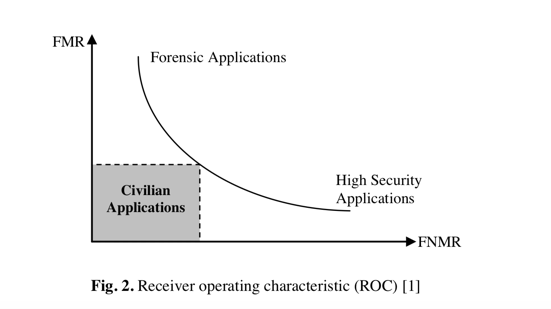 FMR
Forensic Applications
Civilian
Applications
High Security
Applications
FNMR
Fig. 2. Receiver operating characteristic (ROC) [1]